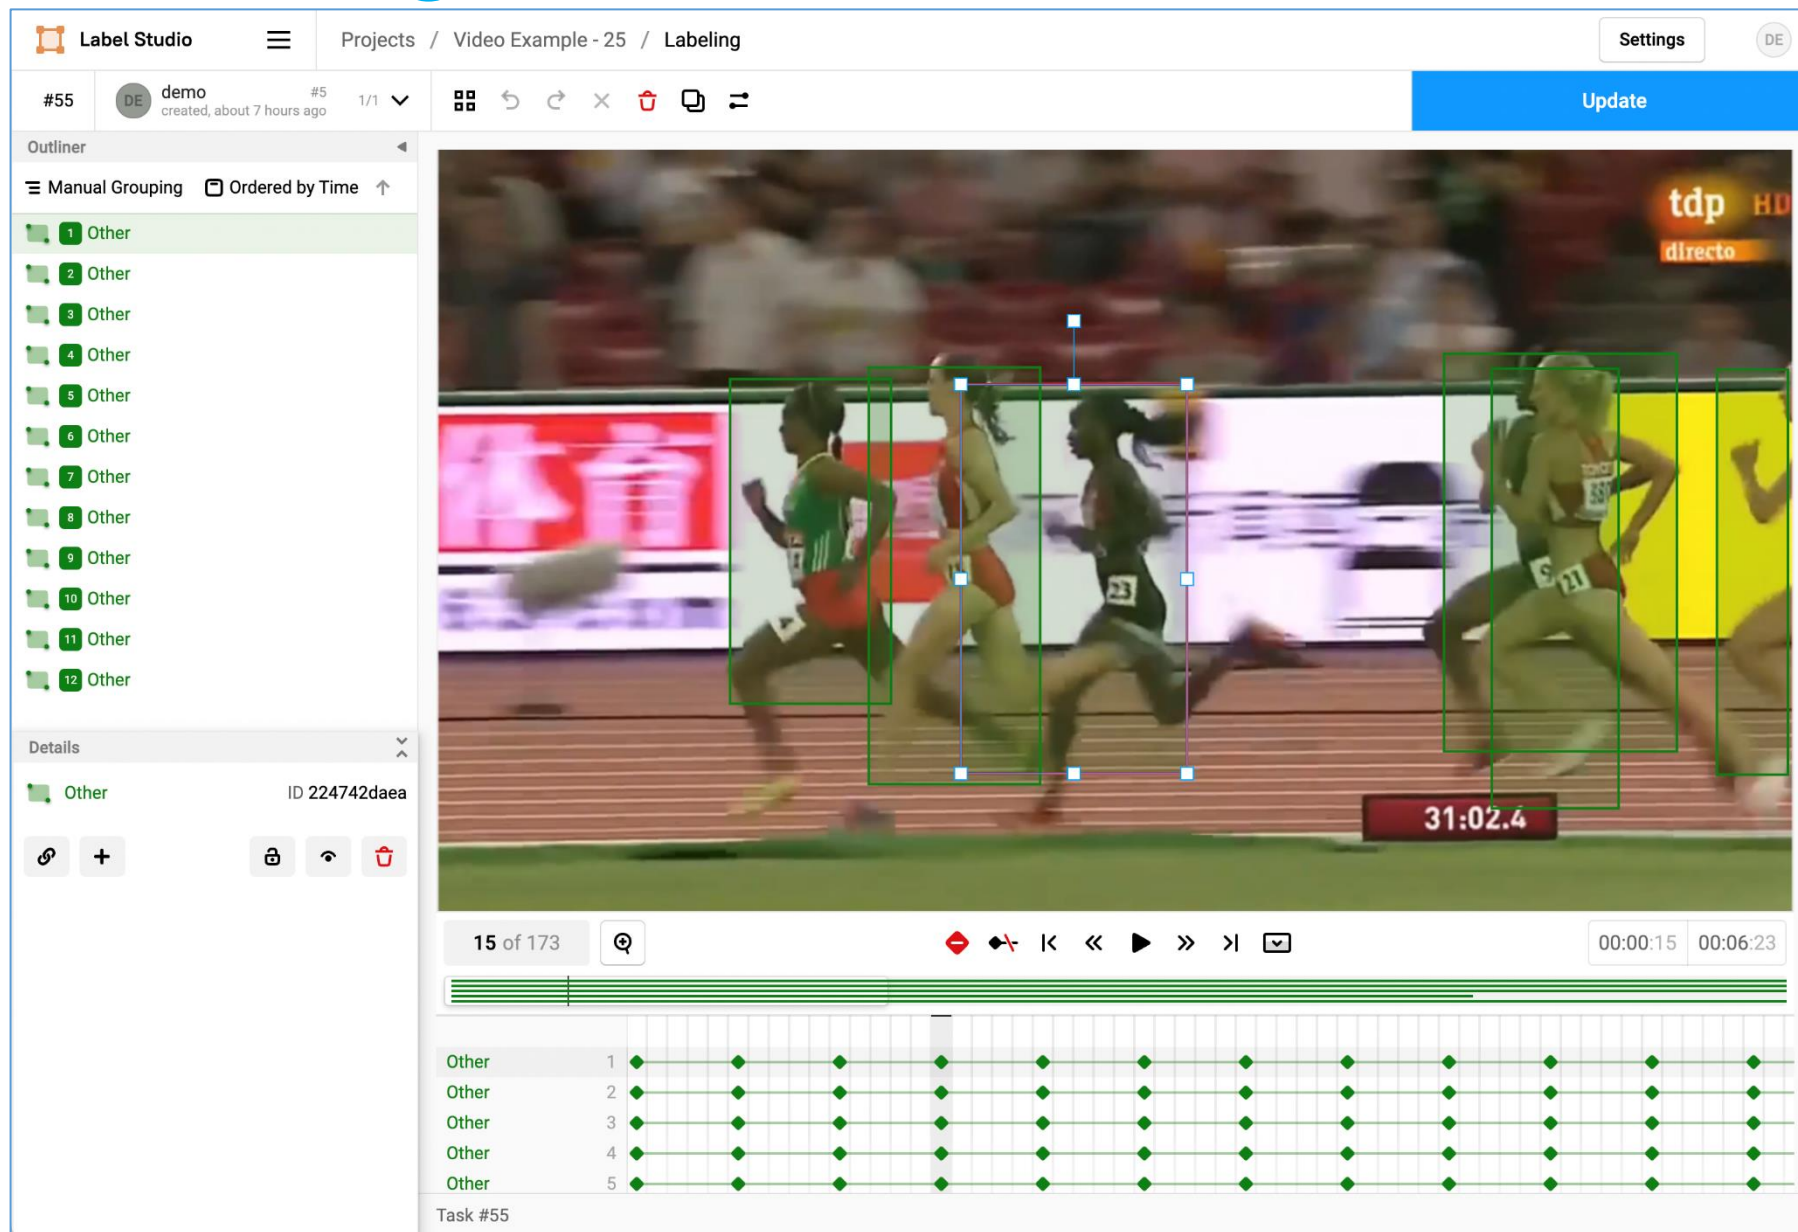 Label Studio
Projects / Video Example - 25 / Labeling
Settings
DE
#55
DE
demo
#5
created, about 7 hours ago
1/1
Update
Outliner
Manual Grouping
Ordered by Time
1 Other
2 Other
3 Other
4 Other
5 Other
6 Other
7 Other
8 Other
9 Other
10 Other
11 Other
12 Other
Details
Other
ID 224742daea
tdp HD
directo
TOYOTA
4
23
9
21
31:02.4
15 of 173
00:00:15
00:06:23
Other 1
Other 2
Other 3
Other 4
Other 5
Task #55